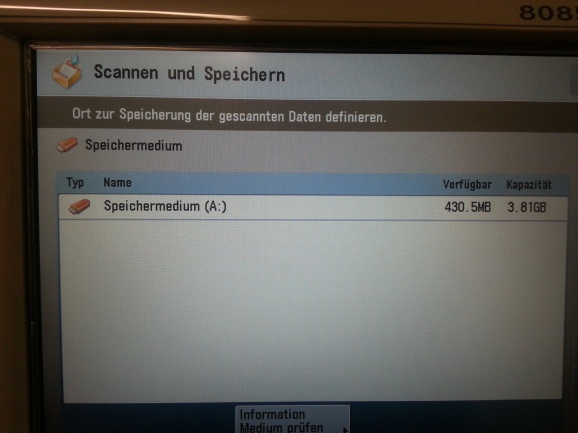 808
Scannen und Speichern
Ort zur Speicherung der gescannten Daten definieren.
Speichermedium
Typ Name Verfügbar Kapazität
Speichermedium (A:) 430.5MB 3.81GB
Information
Medium prüfen